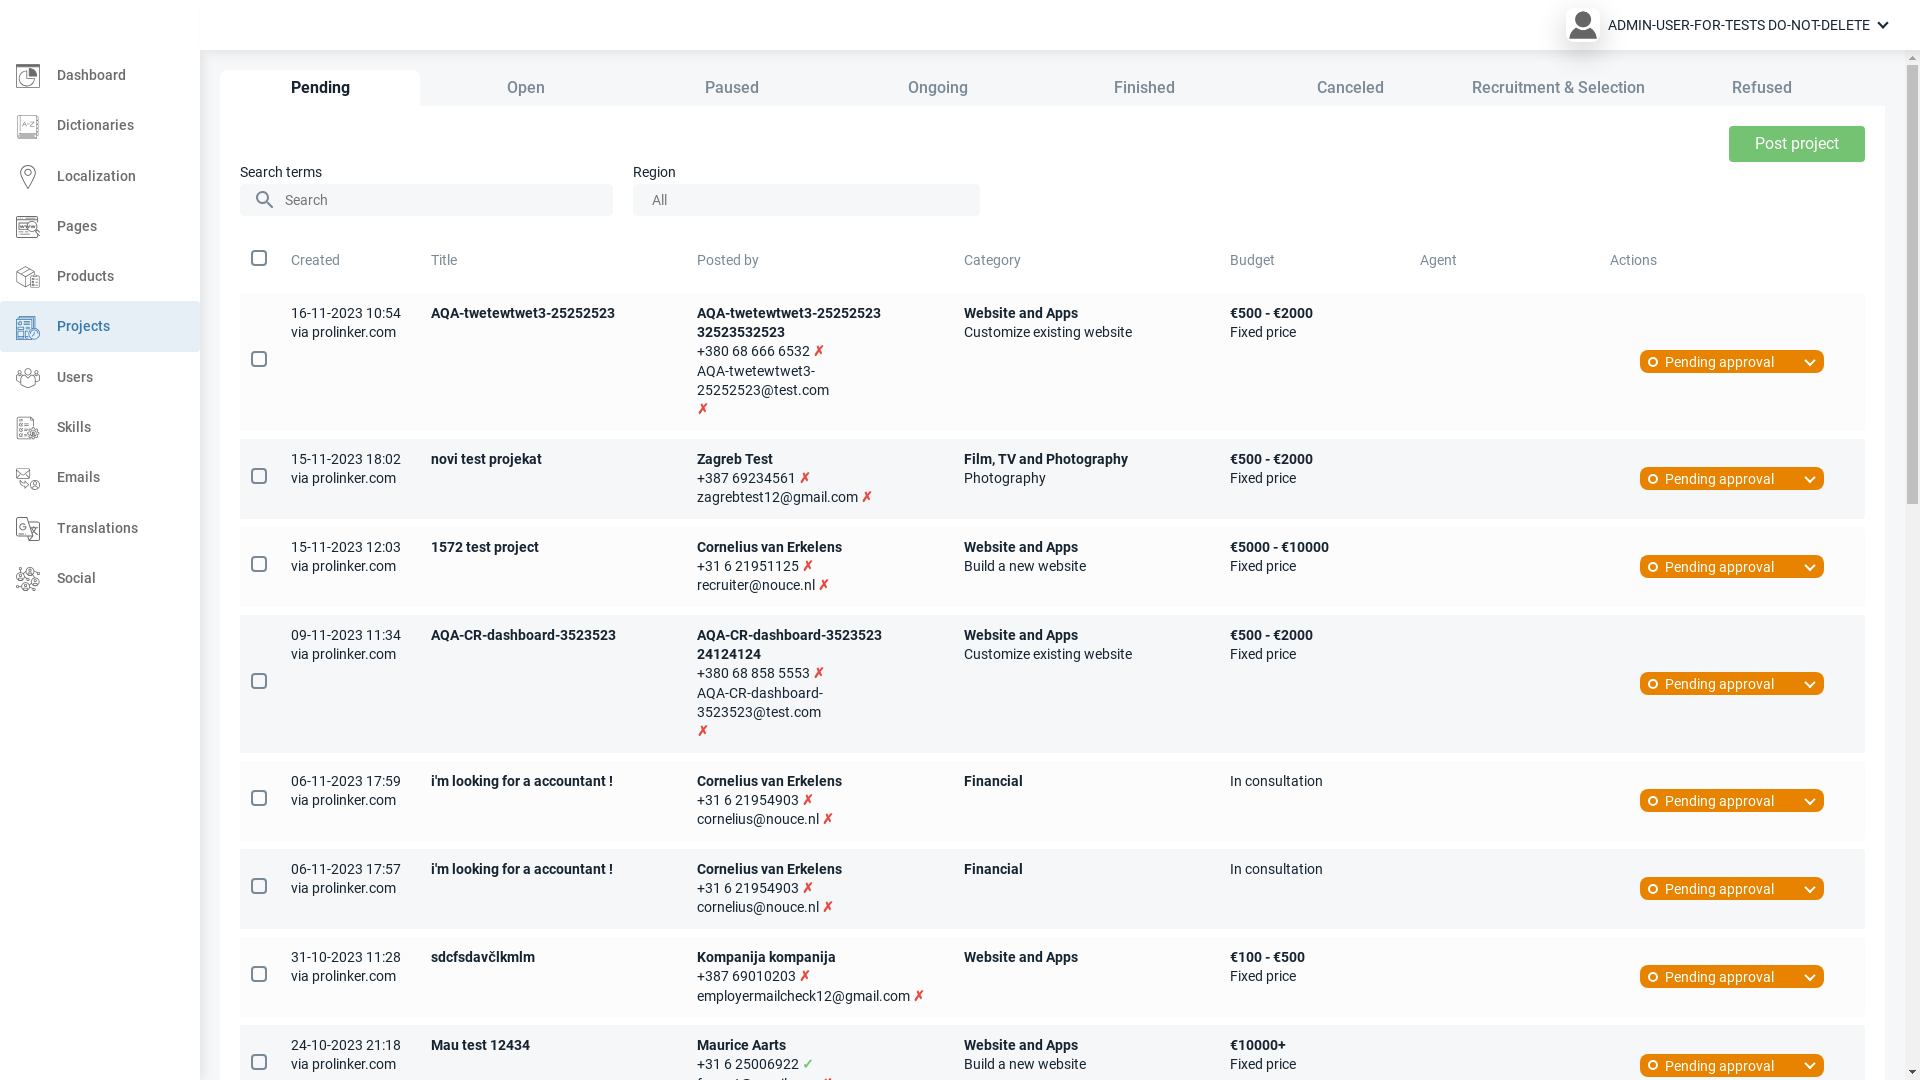 ADMIN-USER-FOR-TESTS DO-NOT-DELETE
Dashboard
Dictionaries
Localization
Pages
Products
Projects
Users
Skills
Emails
Translations
Social
Pending
Open
Paused
Ongoing
Finished
Canceled
Recruitment & Selection
Refused
Post project
Search terms
Region
Search
All
Created
Title
Posted by
Category
Budget
Agent
Actions
16-11-2023 10:54
via prolinker.com
AQA-twetewtwet3-25252523
AQA-twetewtwet3-25252523
32523532523
+380 68 666 6532 ✗
AQA-twetewtwet3-
25252523@test.com
✗
Website and Apps
Customize existing website
€500 - €2000
Fixed price
Pending approval
15-11-2023 18:02
via prolinker.com
novi test projekat
Zagreb Test
+387 69234561 ✗
zagrebtest12@gmail.com ✗
Film, TV and Photography
Photography
€500 - €2000
Fixed price
Pending approval
15-11-2023 12:03
via prolinker.com
1572 test project
Cornelius van Erkelens
+31 6 21951125 ✗
recruiter@nouce.nl ✗
Website and Apps
Build a new website
€5000 - €10000
Fixed price
Pending approval
09-11-2023 11:34
via prolinker.com
AQA-CR-dashboard-3523523
AQA-CR-dashboard-3523523
24124124
+380 68 858 5553 ✗
AQA-CR-dashboard-
3523523@test.com
✗
Website and Apps
Customize existing website
€500 - €2000
Fixed price
Pending approval
06-11-2023 17:59
via prolinker.com
i'm looking for a accountant !
Cornelius van Erkelens
+31 6 21954903 ✗
cornelius@nouce.nl ✗
Financial
In consultation
Pending approval
06-11-2023 17:57
via prolinker.com
i'm looking for a accountant !
Cornelius van Erkelens
+31 6 21954903 ✗
cornelius@nouce.nl ✗
Financial
In consultation
Pending approval
31-10-2023 11:28
via prolinker.com
sdcfsdavčlkmlm
Kompanija kompanija
+387 69010203 ✗
employermailcheck12@gmail.com ✗
Website and Apps
€100 - €500
Fixed price
Pending approval
24-10-2023 21:18
via prolinker.com
Mau test 12434
Maurice Aarts
+31 6 25006922 ✓
Website and Apps
Build a new website
€10000+
Fixed price
Pending approval